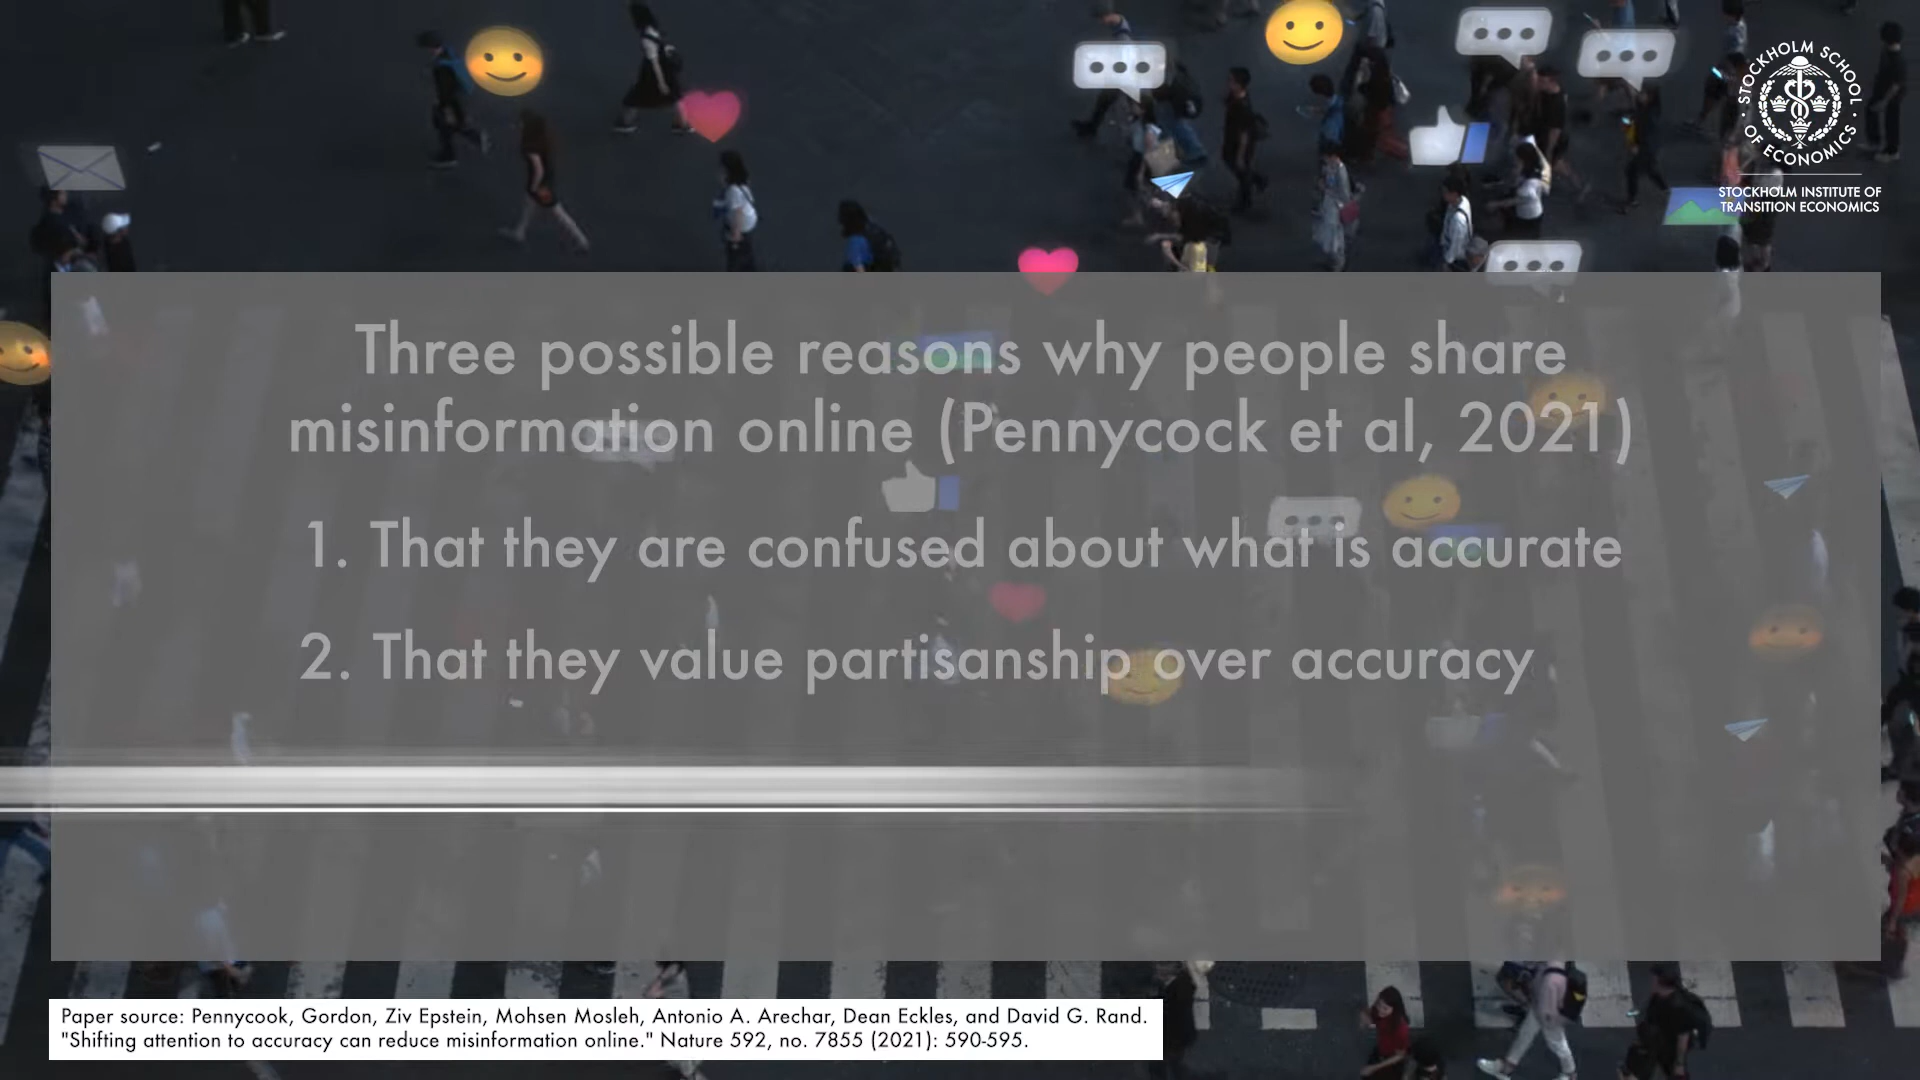 STOCKHOLM SCHOOL OF ECONOMICS
STOCKHOLM INSTITUTE OF
TRANSITION ECONOMICS
Three possible reasons why people share
misinformation online (Pennycock et al, 2021)
1. That they are confused about what is accurate
2. That they value partisanship over accuracy
Paper source: Pennycook, Gordon, Ziv Epstein, Mohsen Mosleh, Antonio A. Arechar, Dean Eckles, and David G. Rand.
"Shifting attention to accuracy can reduce misinformation online." Nature 592, no. 7855 (2021): 590-595.